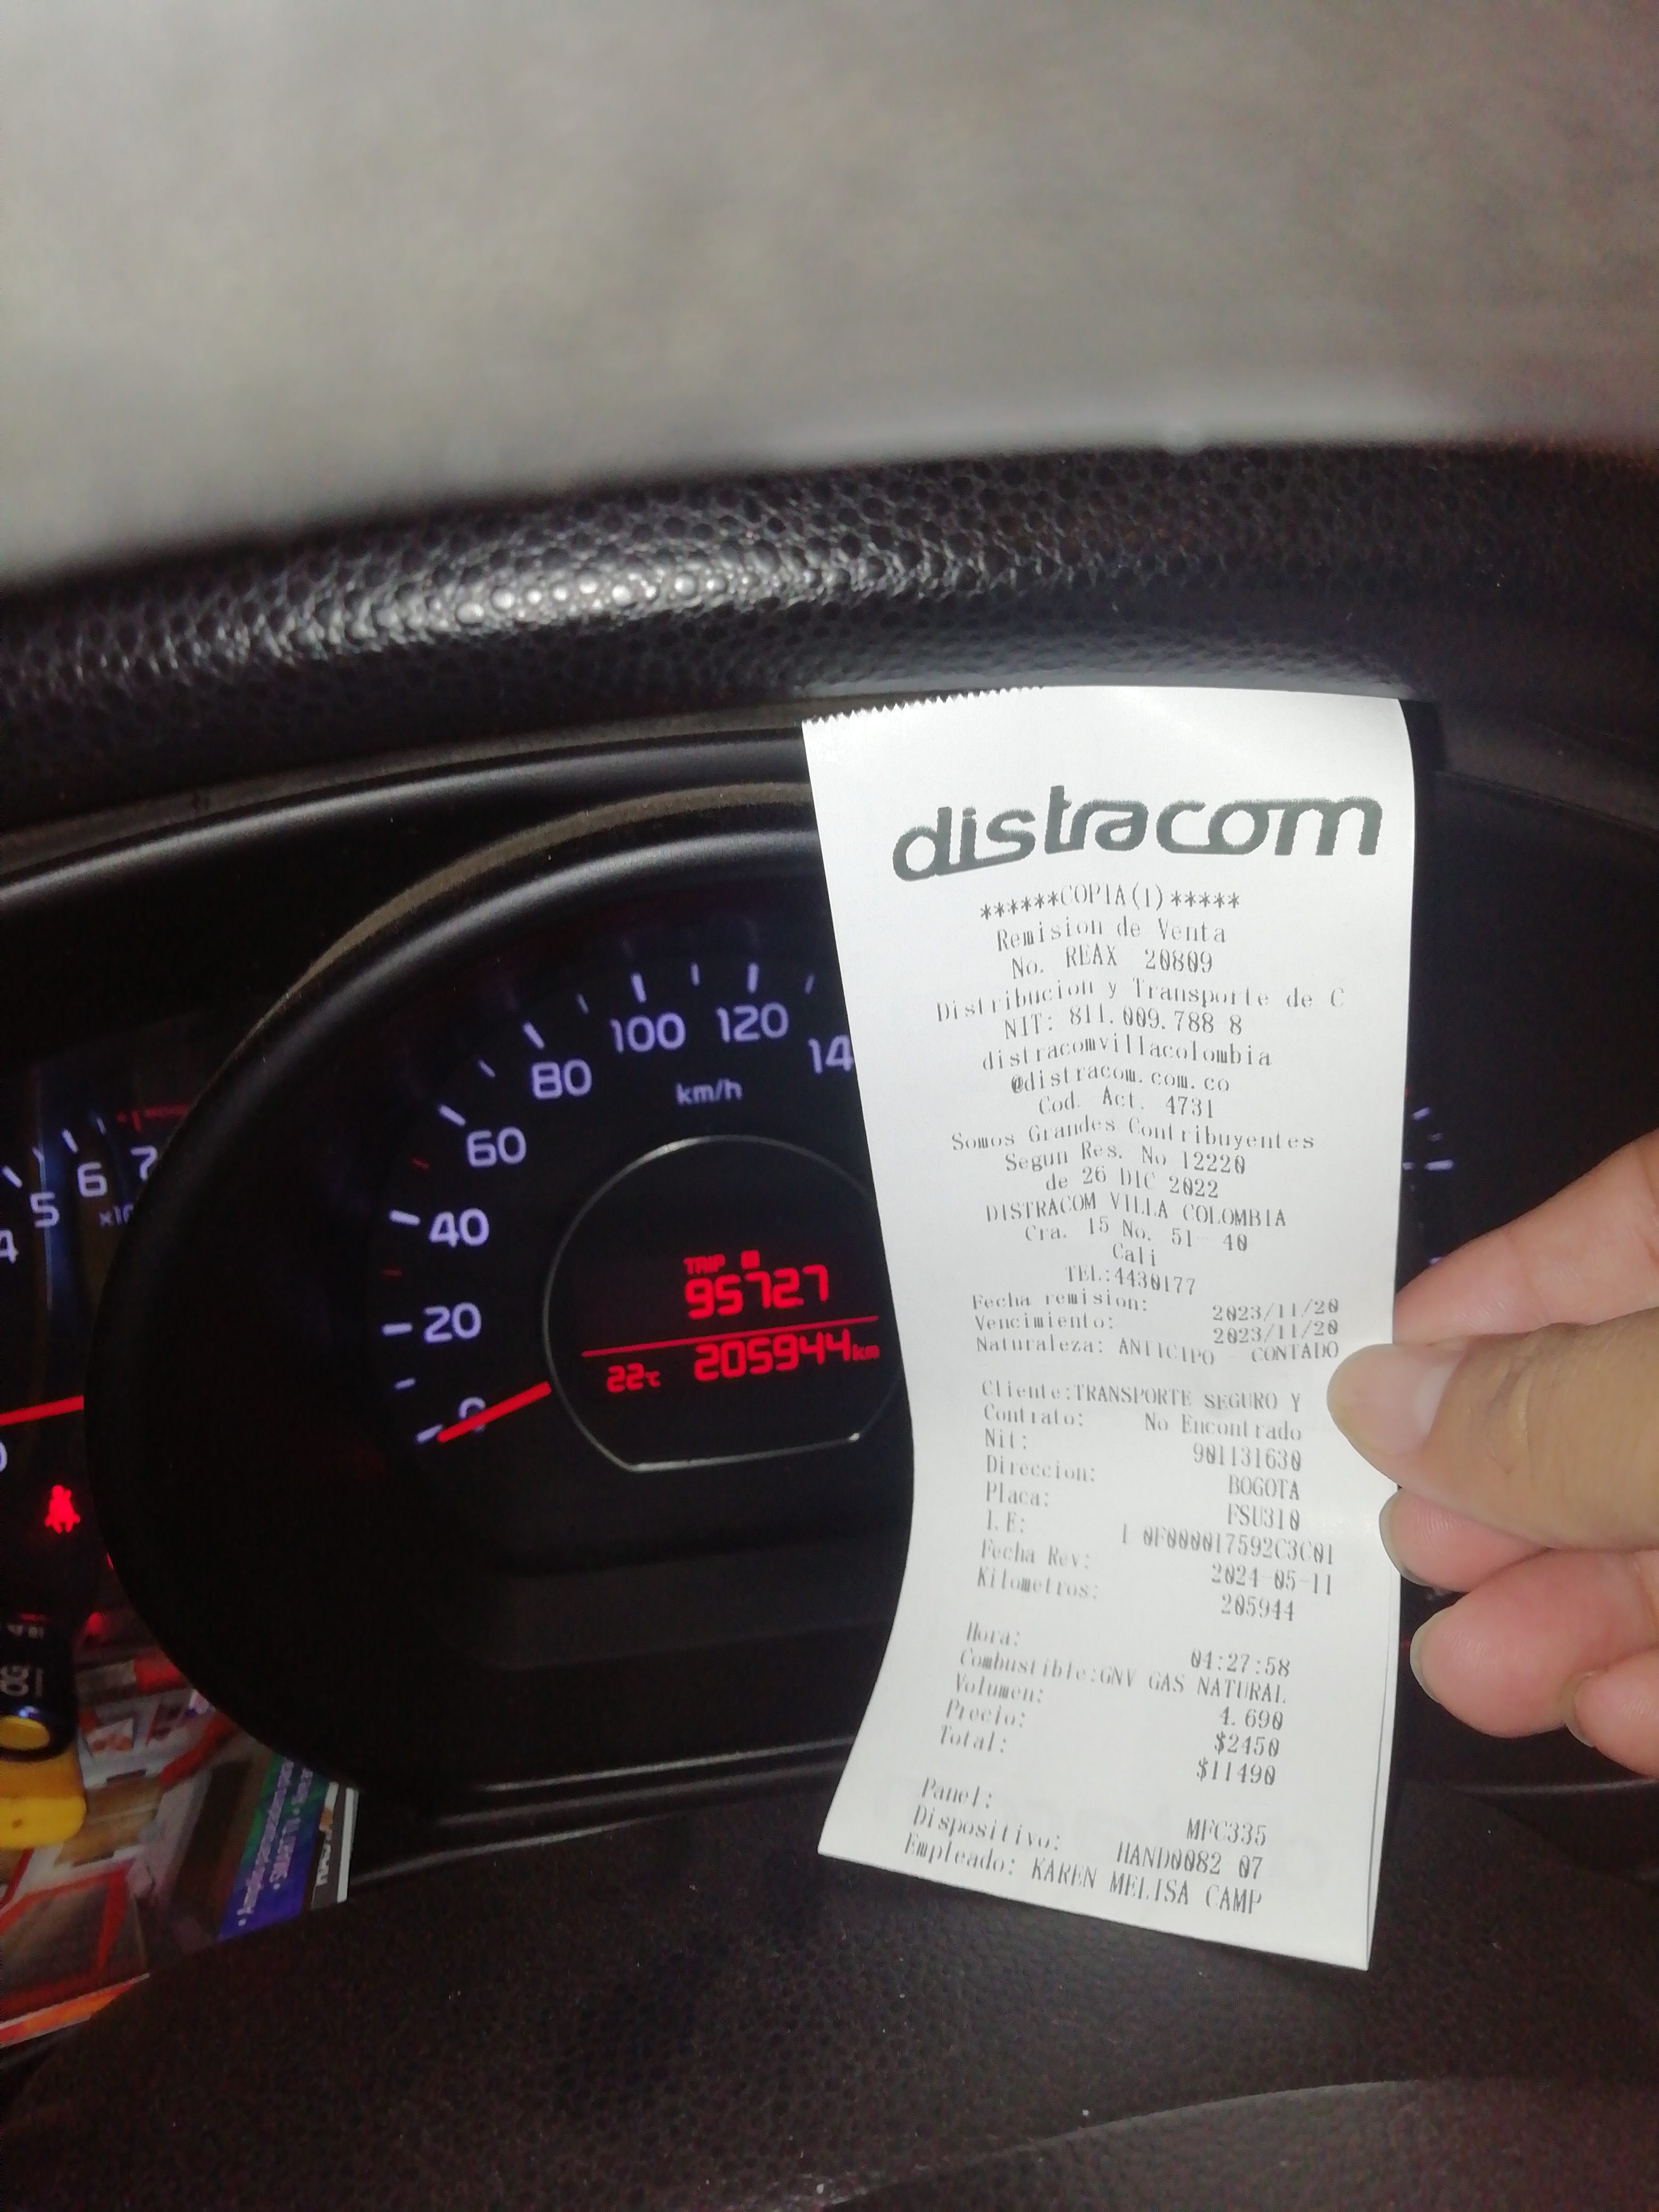 distracom
******COPIA(1)*****
Remision de Venta
No. REAX 20809
Distribucion y Transporte de C
NIT: 811.009.788 8
distracomvillacolombia
@distracom.com.co
Cod. Act. 4731
Somos Grandes Contribuyentes
Segun Res. No 12220
de 26 DIC 2022
DISTRACOM VILLA COLOMBIA
Cra. 15 No. 51- 40
Cali
TEL:4430177
Fecha remision: 2023/11/20
Vencimiento: 2023/11/20
Naturaleza: ANTICIPO CONTADO
Cliente:TRANSPORTE SEGURO Y
Contrato: No Encontrado
Nit: 901131630
Direccion: BOGOTA
Placa: FSU310
I.E: 1 0F000017592C3C01
Fecha Rev: 2024-05-11
Kilometros: 205944
Hora: 04:27:58
Combustible:GNV GAS NATURAL
Volumen: 4.690
Precio: $2450
Total: $11490
Panel: MFC335
Dispositivo: HAND0082 07
Empleado: KAREN MELISA CAMP
0
20
40
60
80
100
120
14
km/h
TRIP
95727
22°C 205944km
4
5
6
7